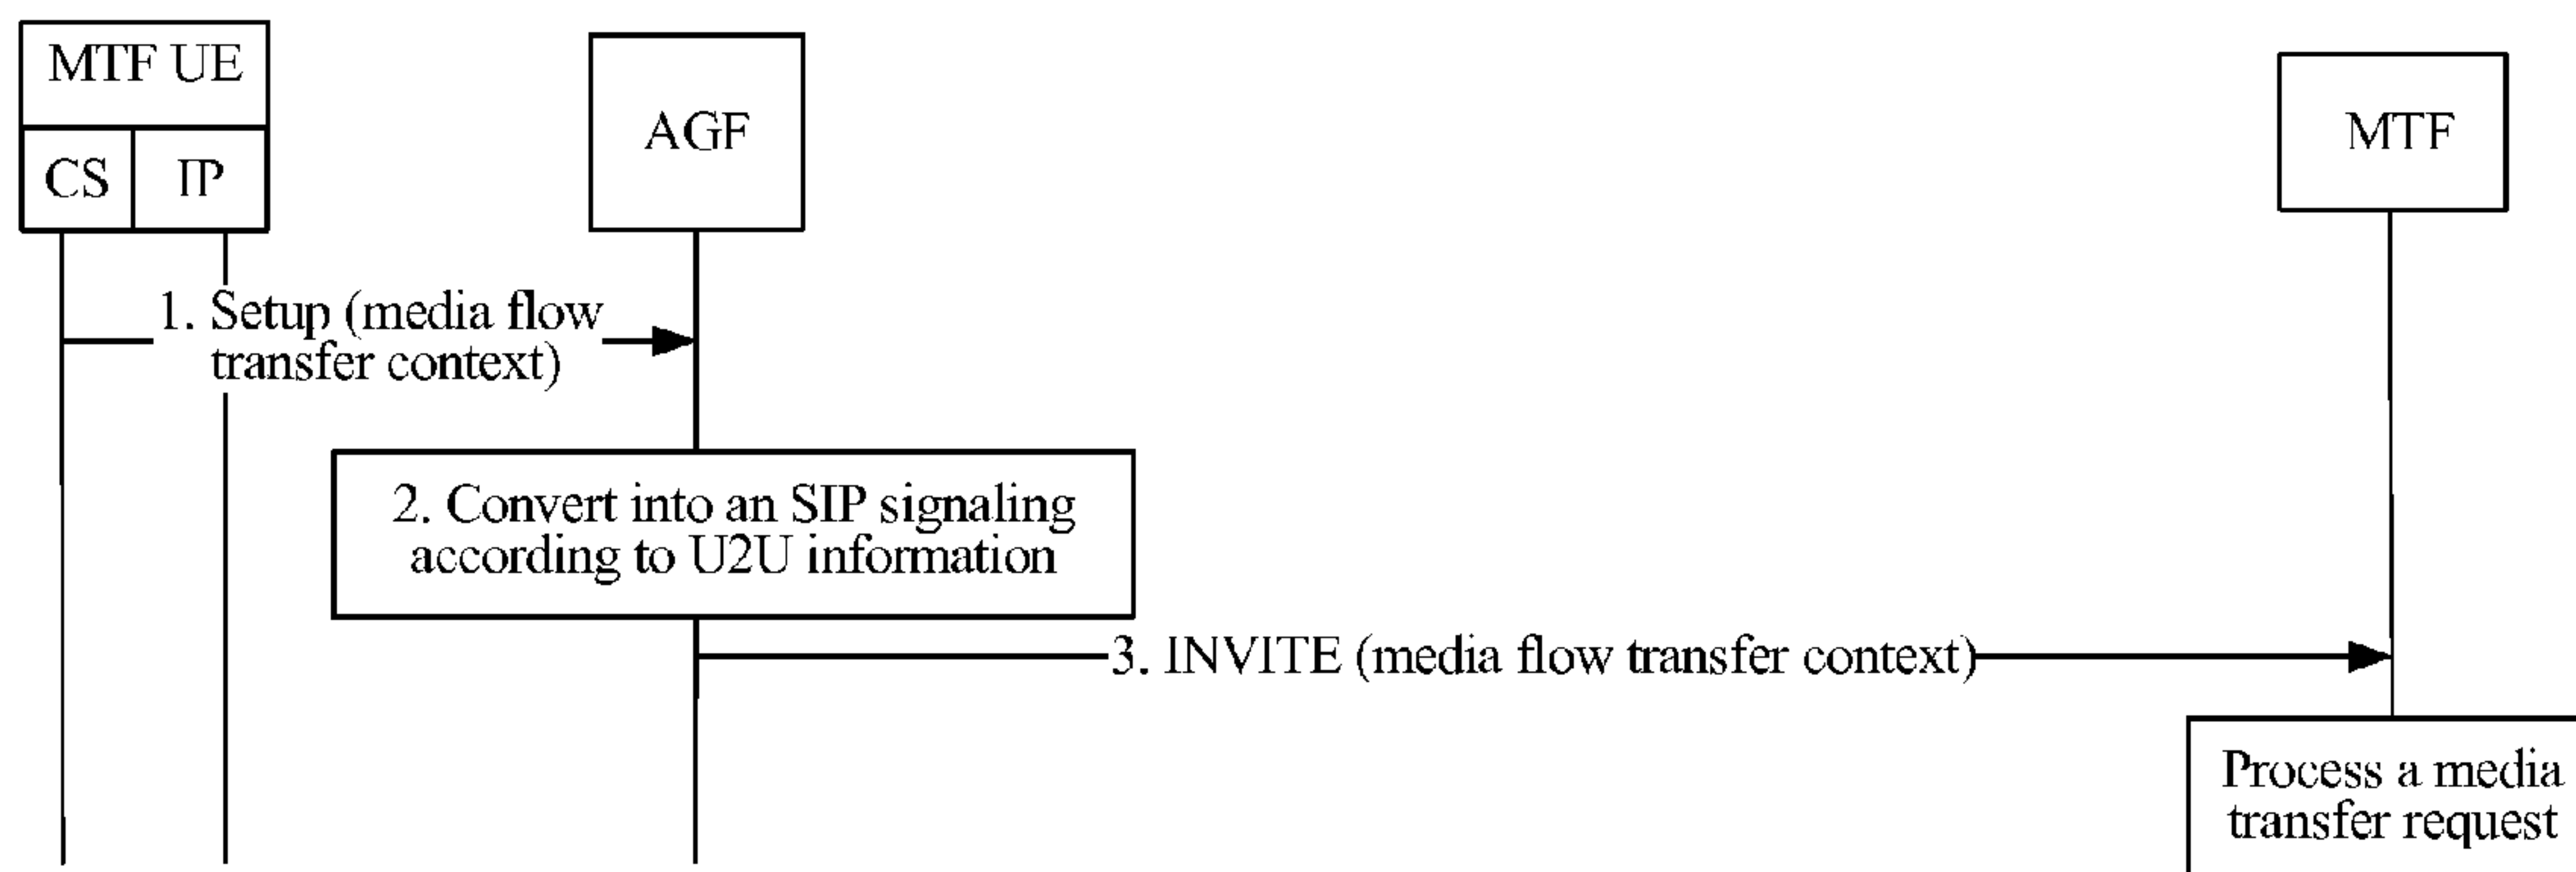 MTF UE
CS
IP
AGF
MTF
1. Setup (media flow
transfer context)
2. Convert into an SIP signaling
according to U2U information
3. INVITE (media flow transfer context)
Process a media
transfer request